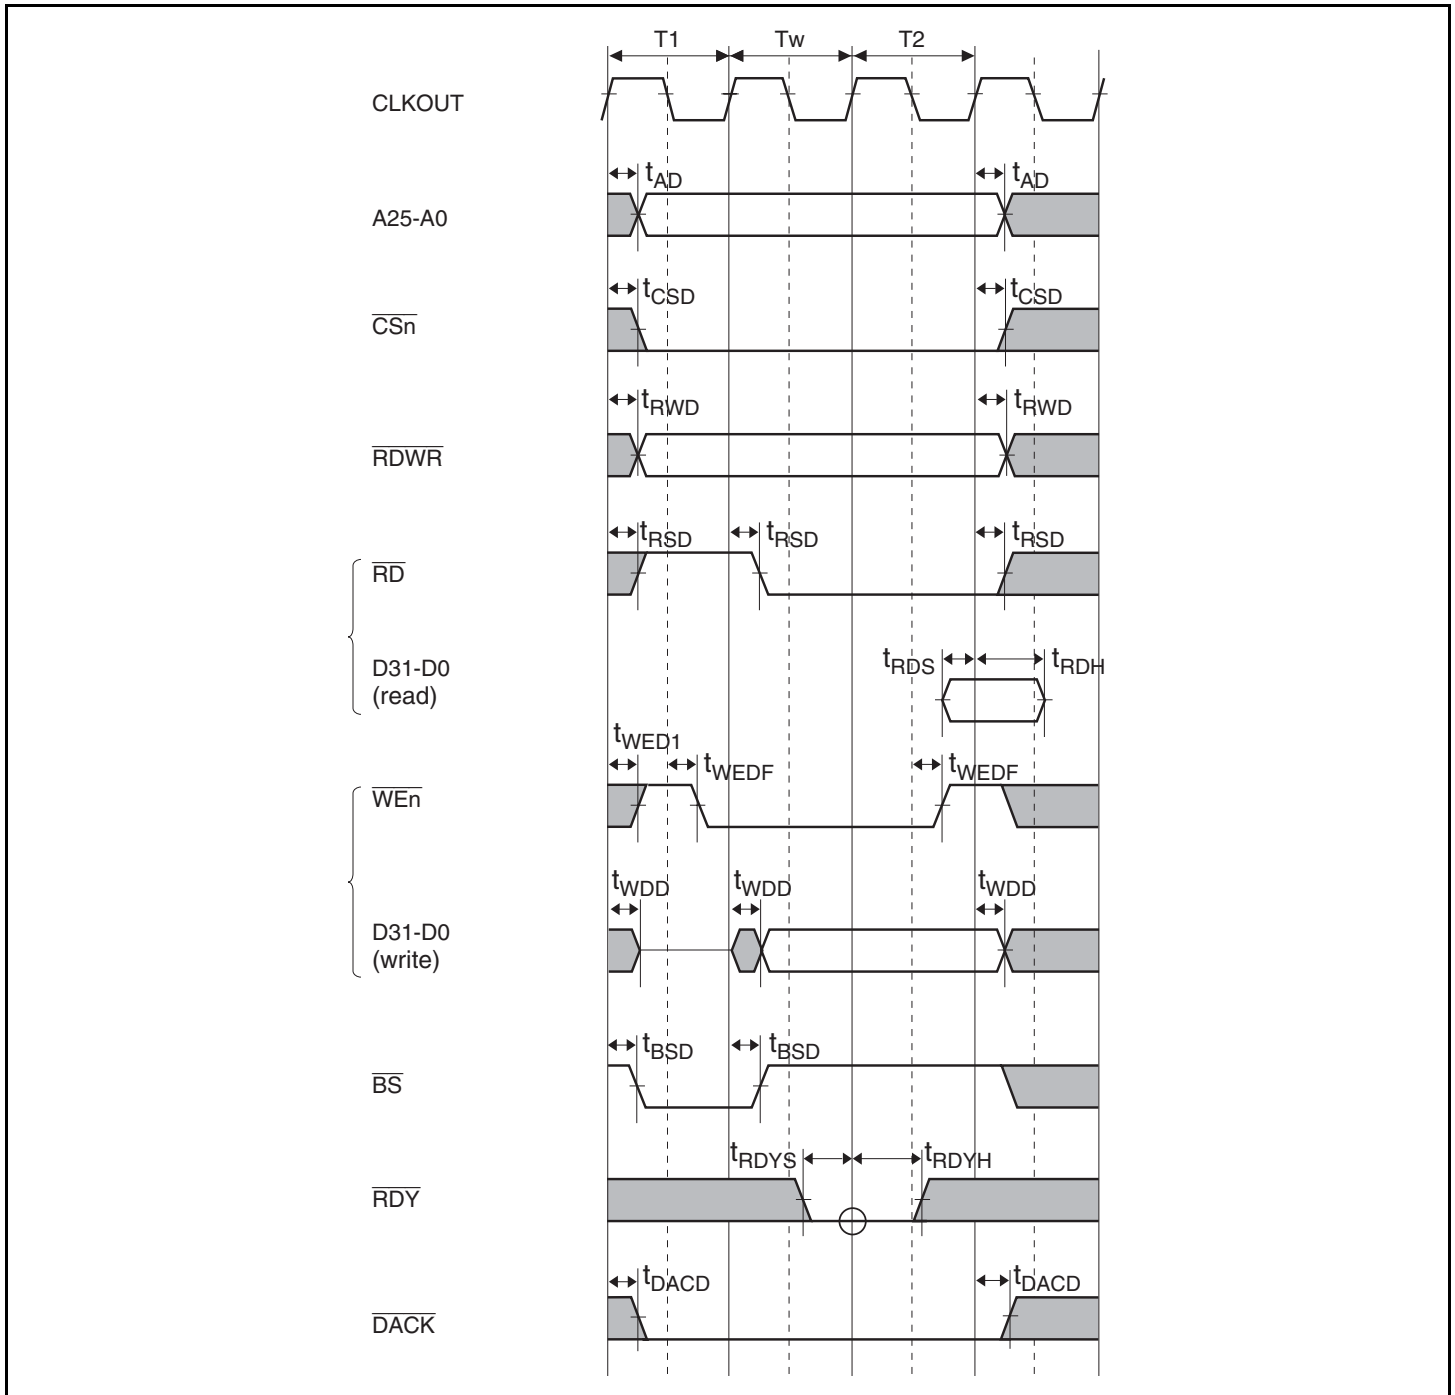 T1 Tw T2
CLKOUT
tAD tAD
A25-A0
tCSD tCSD
CSn
tRWD tRWD
RDWR
tRSD tRSD tRSD
RD
tRDS tRDH
D31-D0
(read)
tWED1
tWEDF tWEDF
WEn
tWDD tWDD tWDD
D31-D0
(write)
tBSD tBSD
BS
tRDYS tRDYH
RDY
tDACD tDACD
DACK